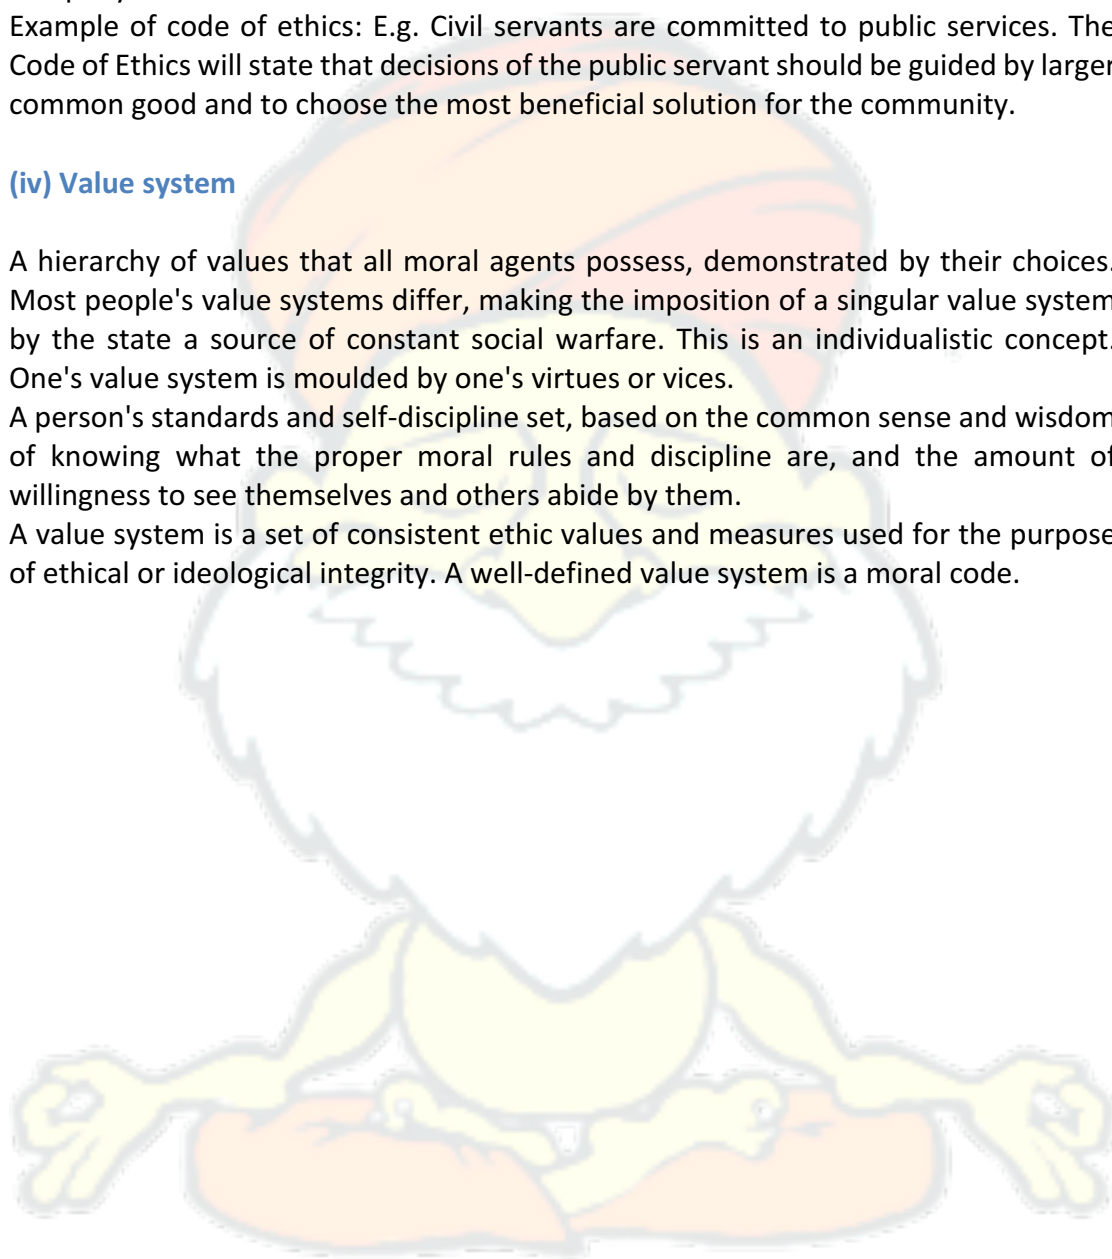 Example of code of ethics: E.g. Civil servants are committed to public services. The
Code of Ethics will state that decisions of the public servant should be guided by larger
common good and to choose the most beneficial solution for the community.
(iv) Value system
A hierarchy of values that all moral agents possess, demonstrated by their choices.
Most people's value systems differ, making the imposition of a singular value system
by the state a source of constant social warfare. This is an individualistic concept.
One's value system is moulded by one's virtues or vices.
A person's standards and self-discipline set, based on the common sense and wisdom
of knowing what the proper moral rules and discipline are, and the amount of
willingness to see themselves and others abide by them.
A value system is a set of consistent ethic values and measures used for the purpose
of ethical or ideological integrity. A well-defined value system is a moral code.